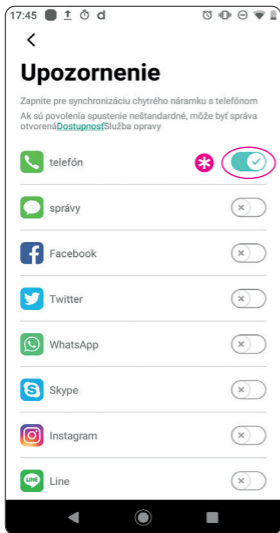 17:45
Upozornenie
Zapnite pre synchronizáciu chytrého náramku s telefónom
Ak sú povolenia spustenie neštandardné, môže byť správa
otvorenáDostupnosťSlužba opravy
telefón
správy
Facebook
Twitter
WhatsApp
Skype
Instagram
LINE Line